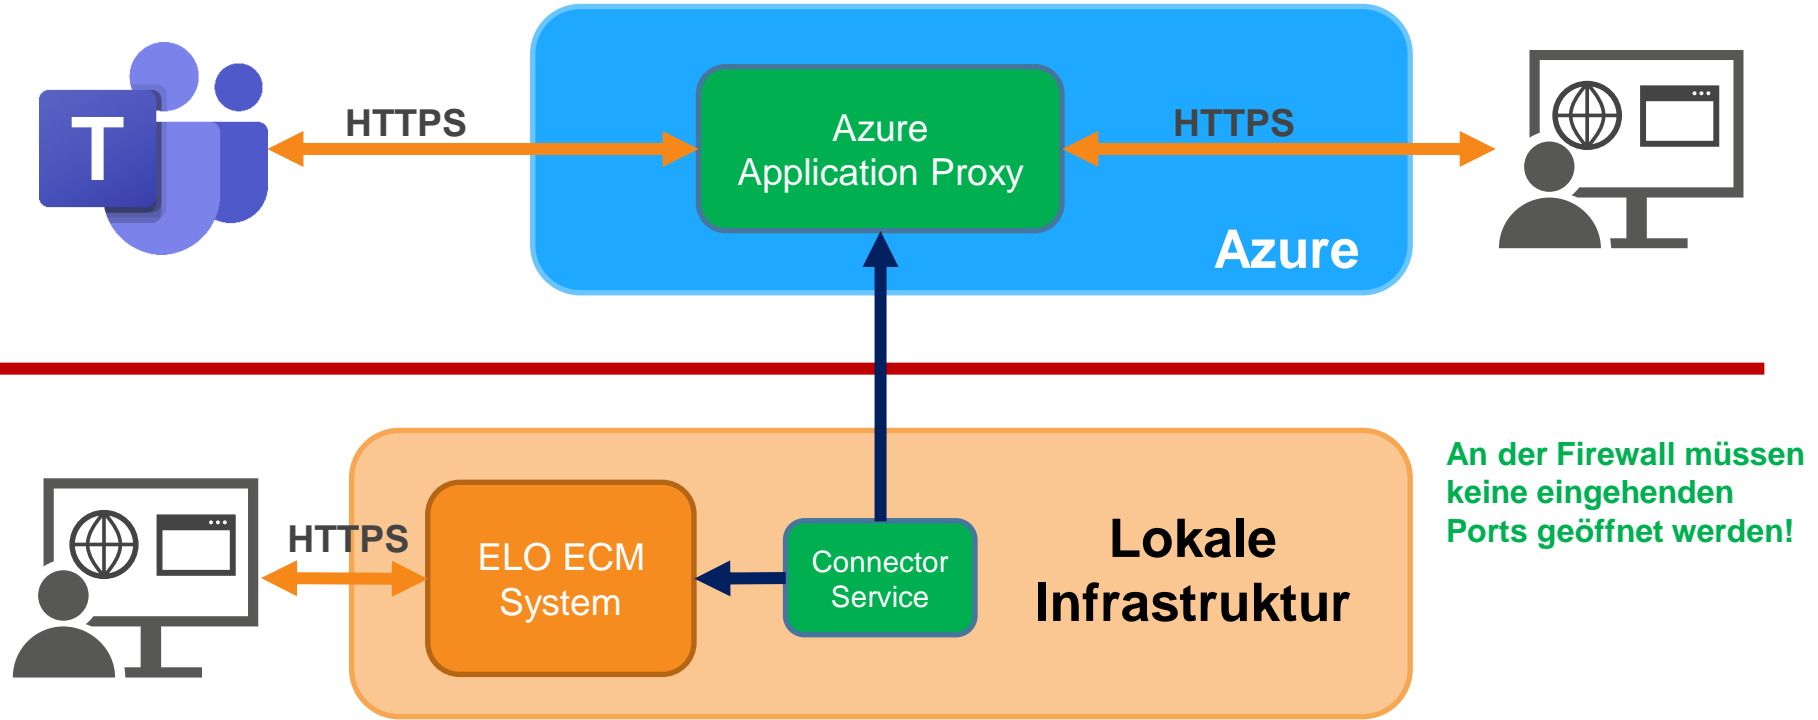 T
HTTPS
Azure
Application Proxy
HTTPS
Azure
HTTPS
ELO ECM
System
Connector
Service
Lokale
Infrastruktur
An der Firewall müssen
keine eingehenden
Ports geöffnet werden!